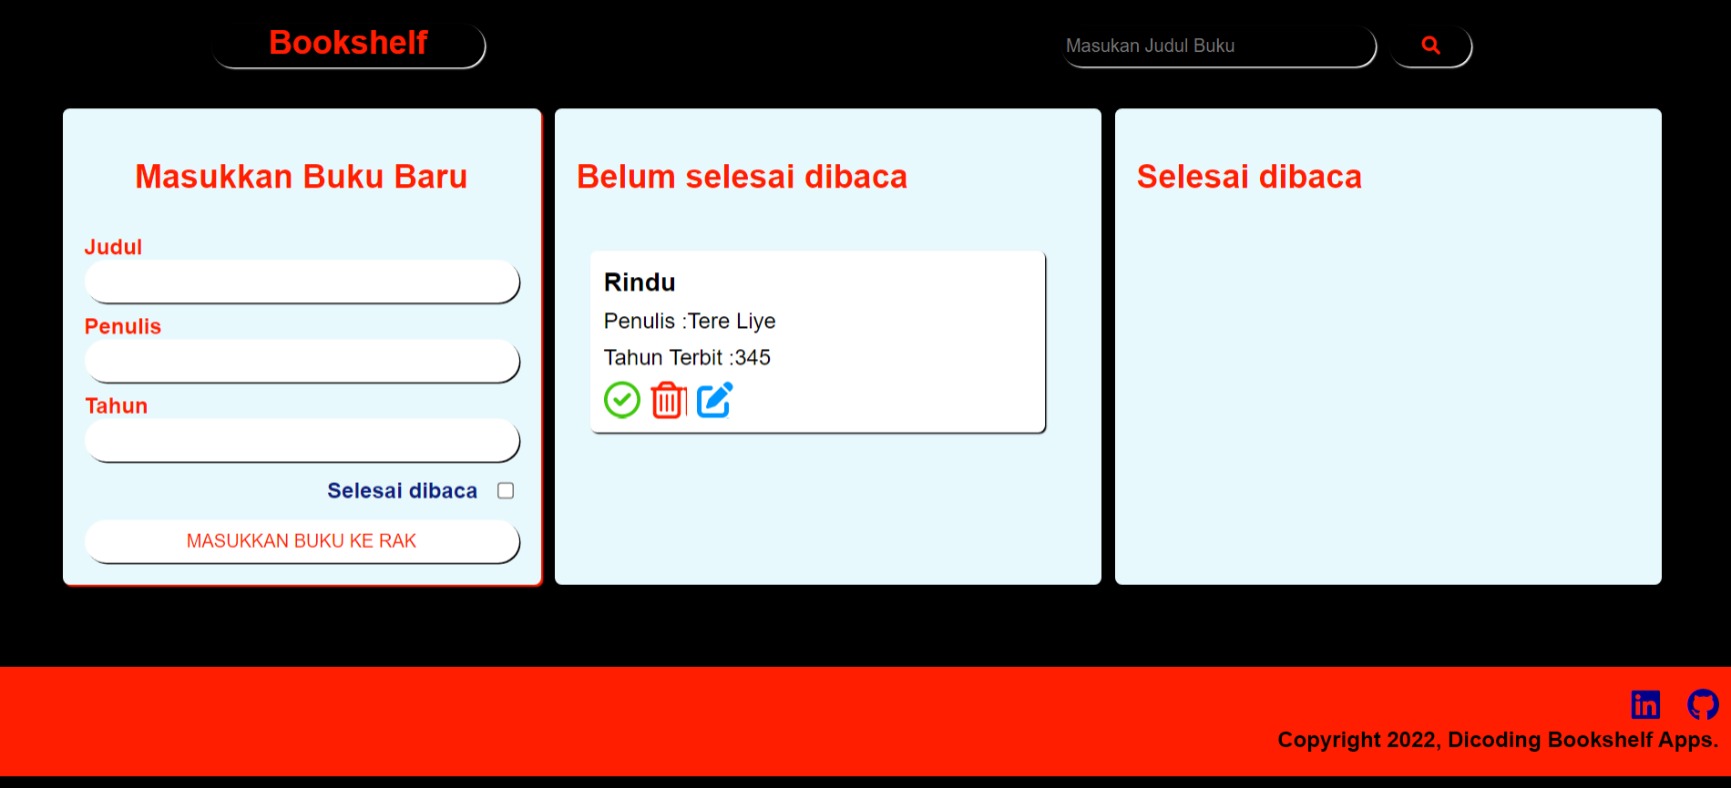 Bookshelf
Masukan Judul Buku
Masukkan Buku Baru
Judul
Penulis
Tahun
Selesai dibaca
MASUKKAN BUKU KE RAK
Belum selesai dibaca
Rindu
Penulis :Tere Liye
Tahun Terbit :345
Selesai dibaca
in
Copyright 2022, Dicoding Bookshelf Apps.